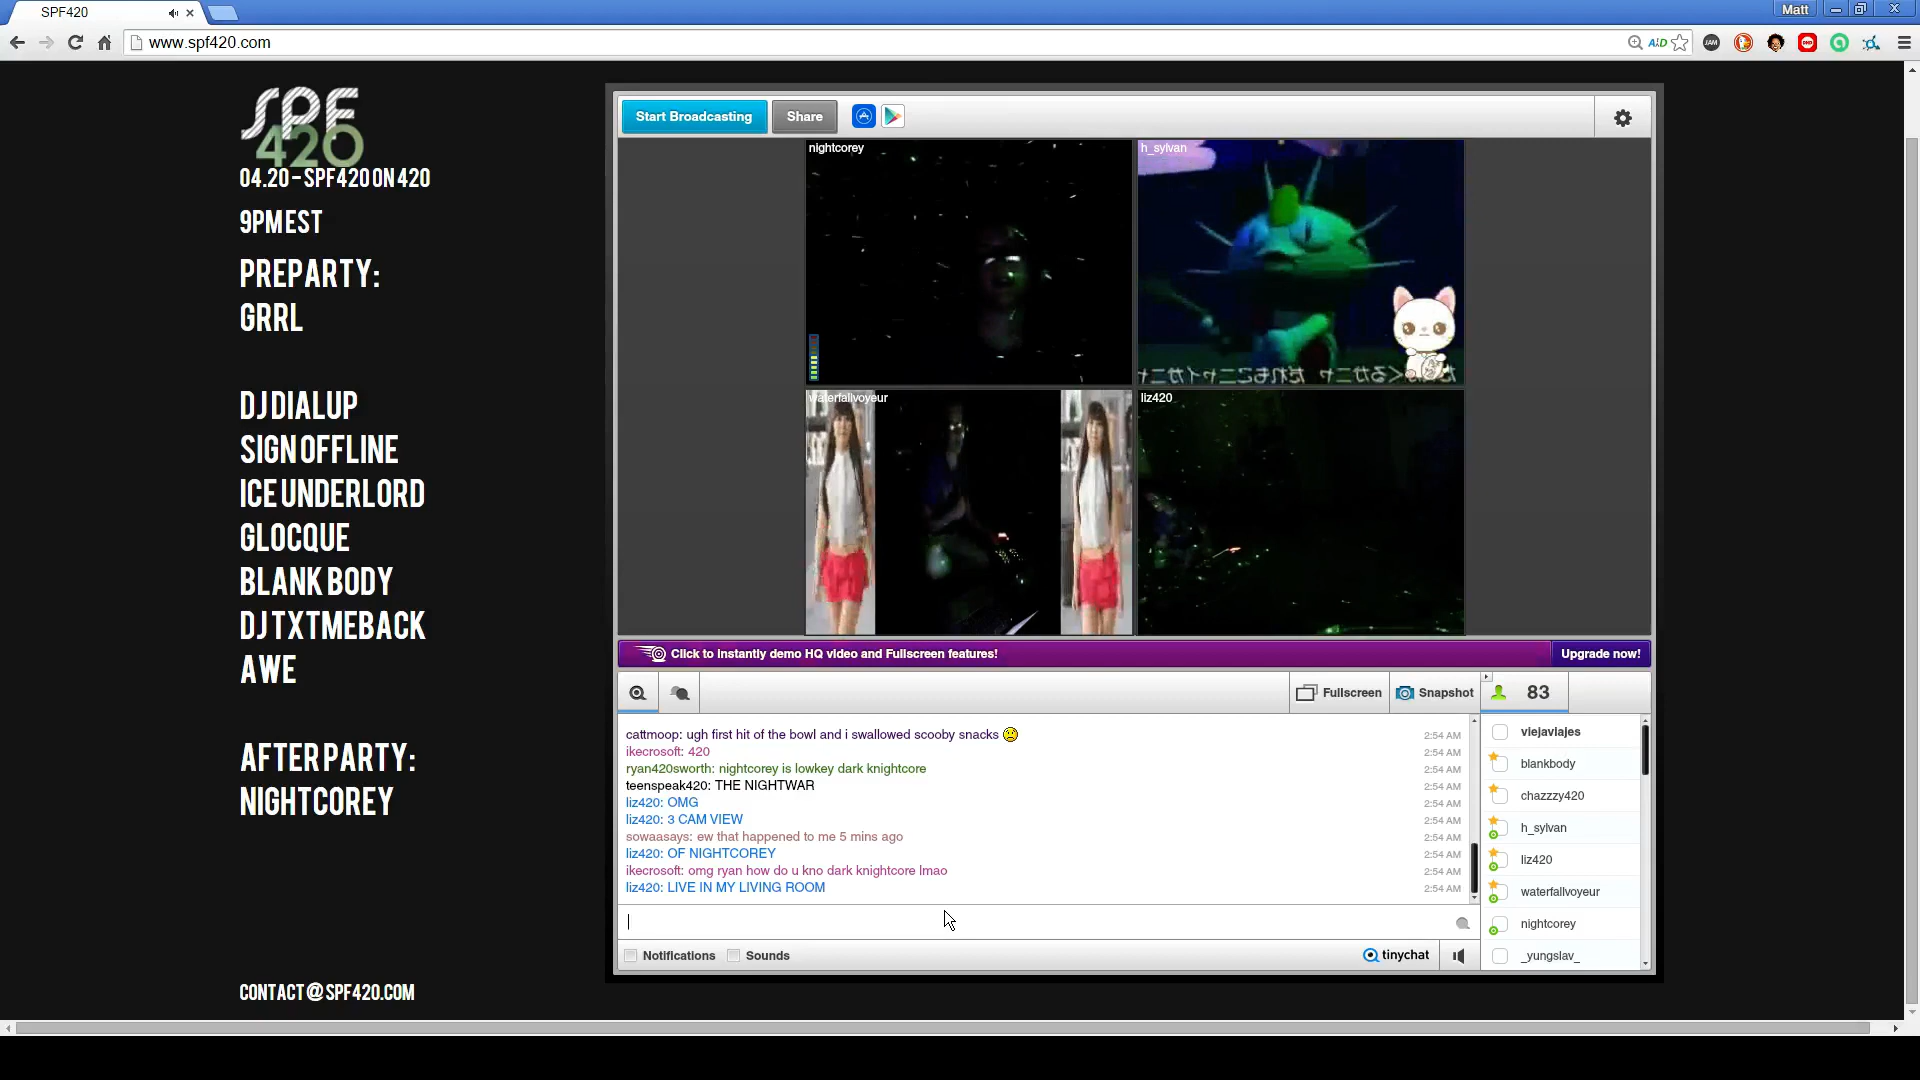 SPF420
Matt
www.spf420.com
SPF
420
04.20 - SPF420 ON 420
9PM EST
PREPARTY:
GRRL
DJ DIALUP
SIGN OFFLINE
ICE UNDERLORD
GLOCQUE
BLANK BODY
DJ TXTMEBACK
AWE
AFTER PARTY:
NIGHTCOREY
CONTACT @ SPF420.COM
Start Broadcasting
Share
nightcorey
h_sylvan
waterfallvoyeur
liz420
Click to instantly demo HQ video and Fullscreen features!
Upgrade now!
Fullscreen
Snapshot
83
cattmoop: ugh first hit of the bowl and i swallowed scooby snacks
2:54 AM
ikecrosoft: 420
2:54 AM
ryan420sworth: nightcorey is lowkey dark knightcore
2:54 AM
teenspeak420: THE NIGHTWAR
2:54 AM
liz420: OMG
2:54 AM
liz420: 3 CAM VIEW
2:54 AM
sowaasays: ew that happened to me 5 mins ago
2:54 AM
liz420: OF NIGHTCOREY
2:54 AM
ikecrosoft: omg ryan how do u kno dark knightcore lmao
2:54 AM
liz420: LIVE IN MY LIVING ROOM
2:54 AM
viejaviajes
blankbody
chazzzy420
h_sylvan
liz420
waterfallvoyeur
nightcorey
_yungslav_
Notifications
Sounds
tinychat